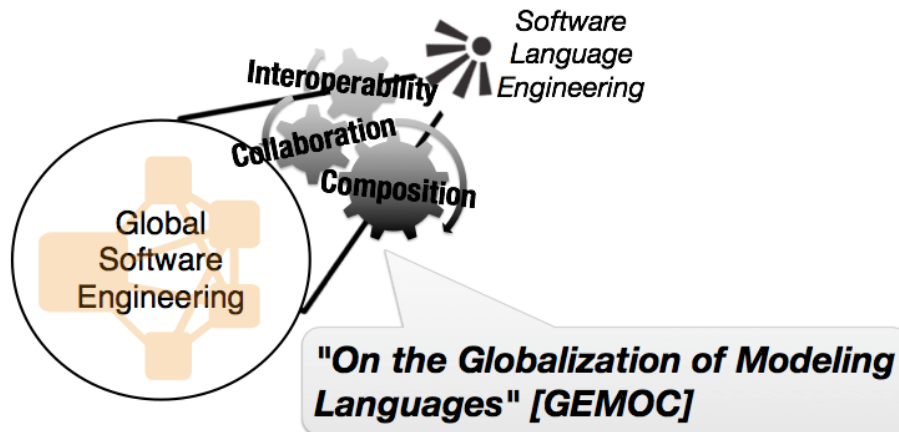 Software
Language
Engineering
Interoperability
Collaboration
Composition
Global
Software
Engineering
"On the Globalization of Modeling
Languages" [GEMOC]